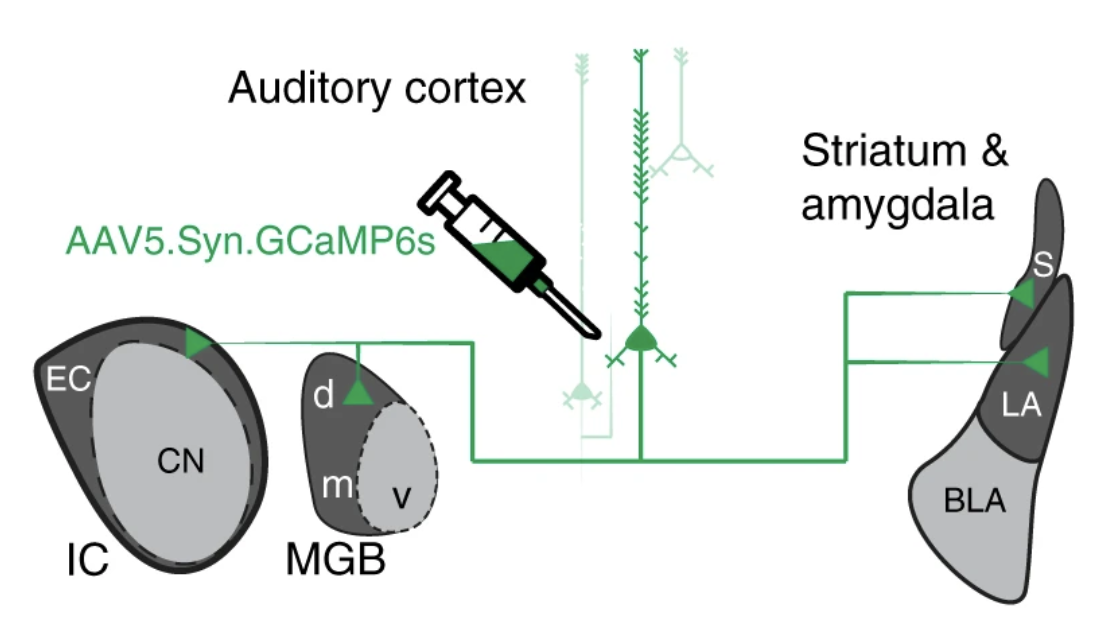 Auditory cortex
Striatum &
amygdala
AAV5.Syn.GCaMP6s
S
EC
d
LA
CN
m
v
BLA
IC
MGB